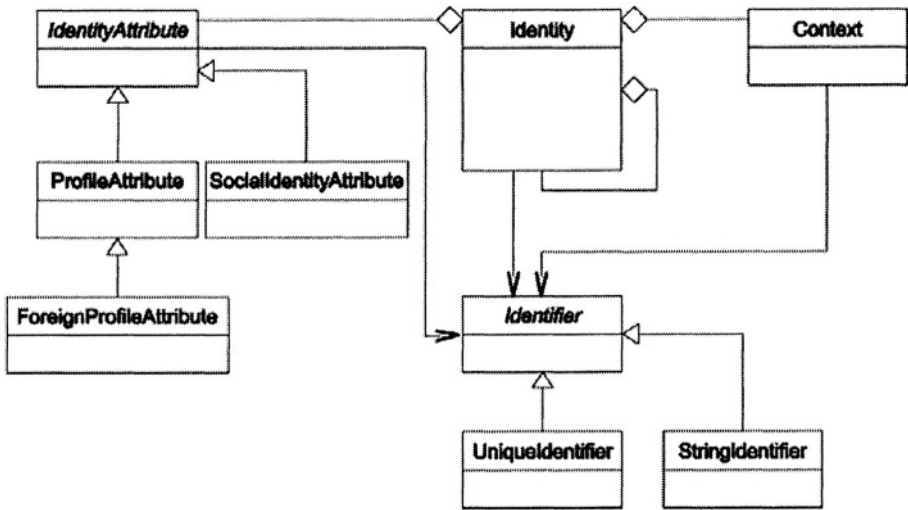 IdentityAttribute
Identity
Context
ProfileAttribute
SocialIdentityAttribute
ForeignProfileAttribute
Identifier
UniqueIdentifier
StringIdentifier